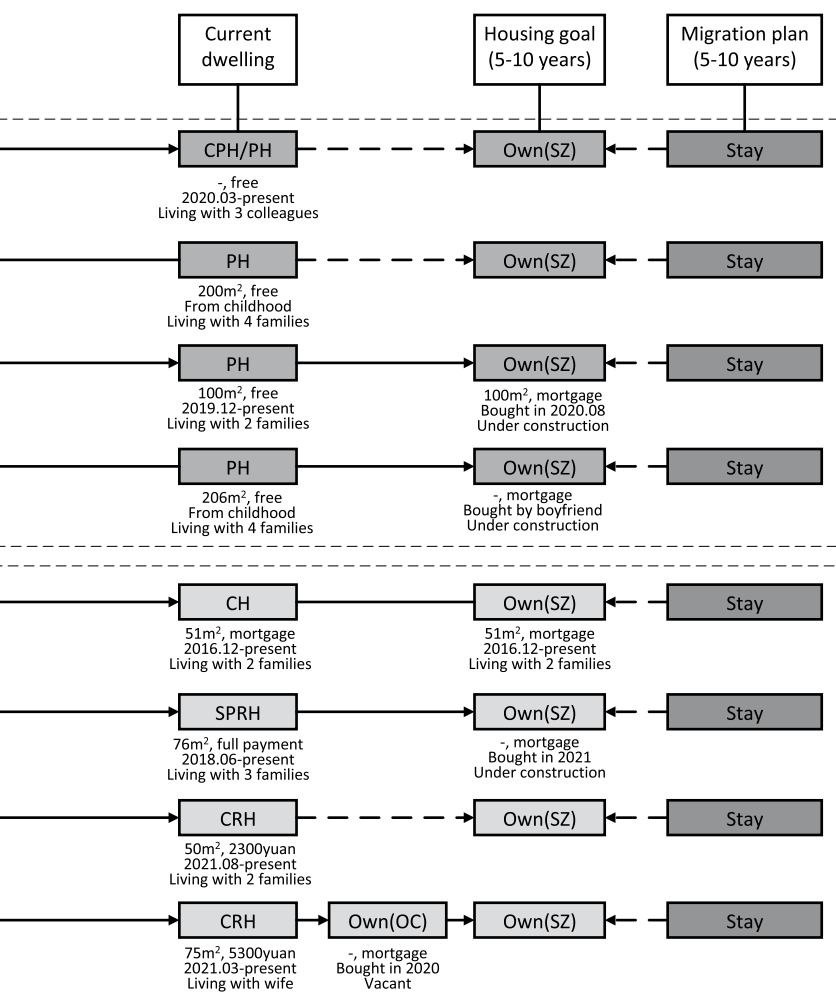 Current
dwelling
Housing goal
(5-10 years)
Migration plan
(5-10 years)
CPH/PH
Own(SZ)
Stay
-, free
2020.03-present
Living with 3 colleagues
PH
Own(SZ)
Stay
200m², free
From childhood
Living with 4 families
PH
Own(SZ)
Stay
100m², free
2019.12-present
Living with 2 families
100m², mortgage
Bought in 2020.08
Under construction
PH
Own(SZ)
Stay
206m², free
From childhood
Living with 4 families
-, mortgage
Bought by boyfriend
Under construction
CH
Own(SZ)
Stay
51m², mortgage
2016.12-present
Living with 2 families
51m², mortgage
2016.12-present
Living with 2 families
SPRH
Own(SZ)
Stay
76m², full payment
2018.06-present
Living with 3 families
-, mortgage
Bought in 2021
Under construction
CRH
Own(SZ)
Stay
50m², 2300yuan
2021.08-present
Living with 2 families
CRH
Own(OC)
Own(SZ)
Stay
75m², 5300yuan
2021.03-present
Living with wife
-, mortgage
Bought in 2020
Vacant